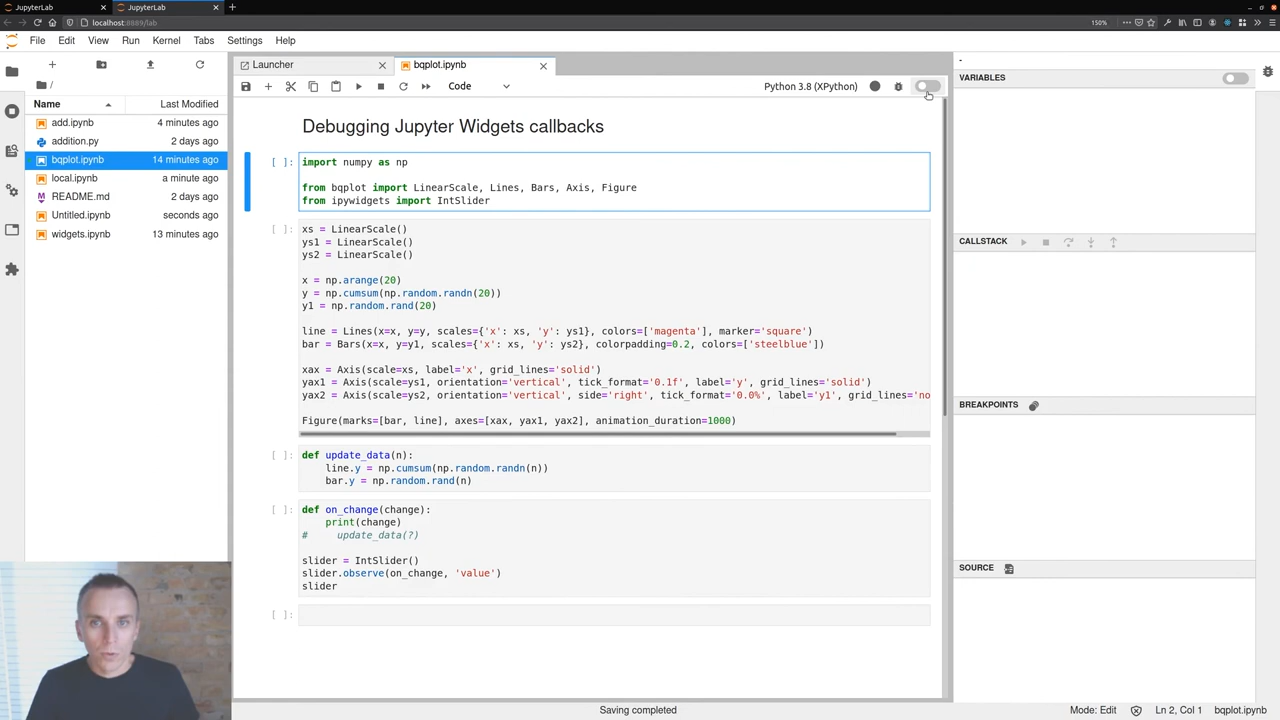 JupyterLab
JupyterLab
localhost:8889/lab
150%
File Edit View Run Kernel Tabs Settings Help
Launcher
bqplot.ipynb
/
Name
Last Modified
add.ipynb 4 minutes ago
addition.py 2 days ago
bqplot.ipynb 14 minutes ago
local.ipynb a minute ago
README.md 2 days ago
Untitled.ipynb seconds ago
widgets.ipynb 13 minutes ago
Code
Python 3.8 (XPython)
Debugging Jupyter Widgets callbacks
[ ]: import numpy as np
from bqplot import LinearScale, Lines, Bars, Axis, Figure
from ipywidgets import IntSlider
[ ]: xs = LinearScale()
ys1 = LinearScale()
ys2 = LinearScale()
x = np.arange(20)
y = np.cumsum(np.random.randn(20))
y1 = np.random.rand(20)
line = Lines(x=x, y=y, scales={'x': xs, 'y': ys1}, colors=['magenta'], marker='square')
bar = Bars(x=x, y=y1, scales={'x': xs, 'y': ys2}, colorpadding=0.2, colors=['steelblue'])
xax = Axis(scale=xs, label='x', grid_lines='solid')
yax1 = Axis(scale=ys1, orientation='vertical', tick_format='0.1f', label='y', grid_lines='solid')
yax2 = Axis(scale=ys2, orientation='vertical', side='right', tick_format='0.0%', label='y1', grid_lines='no
Figure(marks=[bar, line], axes=[xax, yax1, yax2], animation_duration=1000)
[ ]: def update_data(n):
line.y = np.cumsum(np.random.randn(n))
bar.y = np.random.rand(n)
[ ]: def on_change(change):
print(change)
# update_data(?)
slider = IntSlider()
slider.observe(on_change, 'value')
slider
[ ]:
-
VARIABLES
CALLSTACK
BREAKPOINTS
SOURCE
Saving completed
Mode: Edit
Ln 2, Col 1
bqplot.ipynb